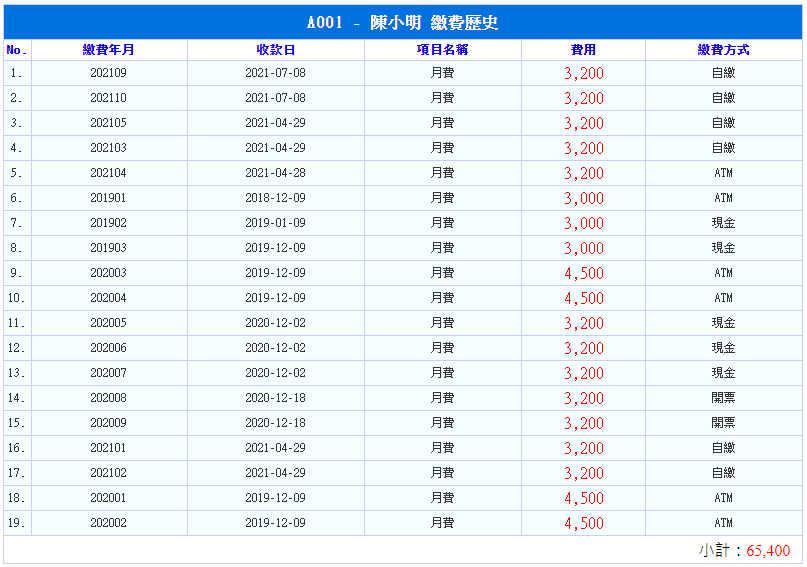 A001 - 陳小明 繳費歷史
No. 繳費年月 收款日 項目名稱 費用 繳費方式
1. 202109 2021-07-08 月費 3,200 自繳
2. 202110 2021-07-08 月費 3,200 自繳
3. 202105 2021-04-29 月費 3,200 自繳
4. 202103 2021-04-29 月費 3,200 自繳
5. 202104 2021-04-28 月費 3,200 ATM
6. 201901 2018-12-09 月費 3,000 ATM
7. 201902 2019-01-09 月費 3,000 現金
8. 201903 2019-12-09 月費 3,000 現金
9. 202003 2019-12-09 月費 4,500 ATM
10. 202004 2019-12-09 月費 4,500 ATM
11. 202005 2020-12-02 月費 3,200 現金
12. 202006 2020-12-02 月費 3,200 現金
13. 202007 2020-12-02 月費 3,200 現金
14. 202008 2020-12-18 月費 3,200 開票
15. 202009 2020-12-18 月費 3,200 開票
16. 202101 2021-04-29 月費 3,200 自繳
17. 202102 2021-04-29 月費 3,200 自繳
18. 202001 2019-12-09 月費 4,500 ATM
19. 202002 2019-12-09 月費 4,500 ATM
小計：65,400